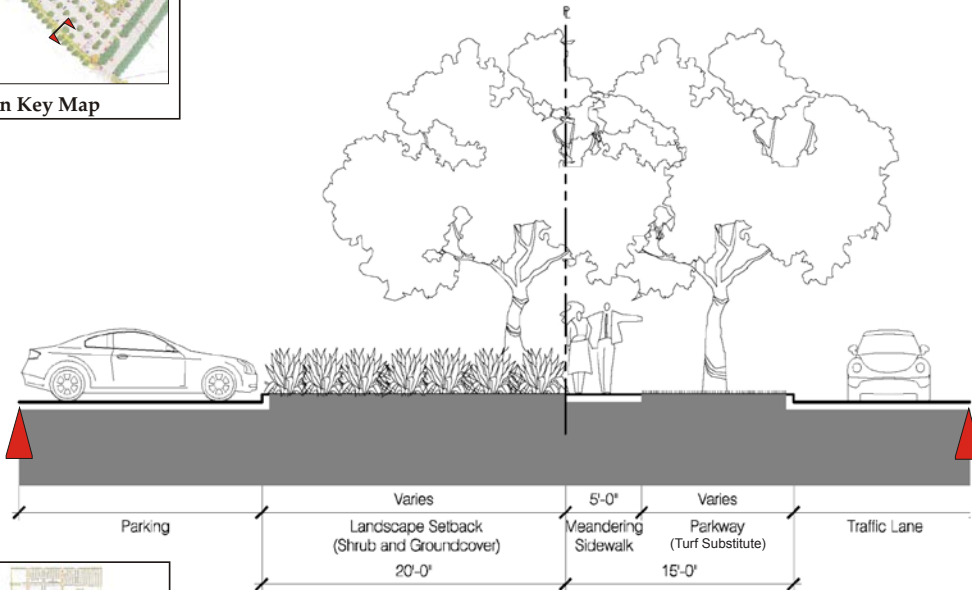 n Key Map
Varies
5'-0"
Varies
Parking
Landscape Setback
(Shrub and Groundcover)
Meandering
Sidewalk
Parkway
(Turf Substitute)
Traffic Lane
20'-0"
15'-0"